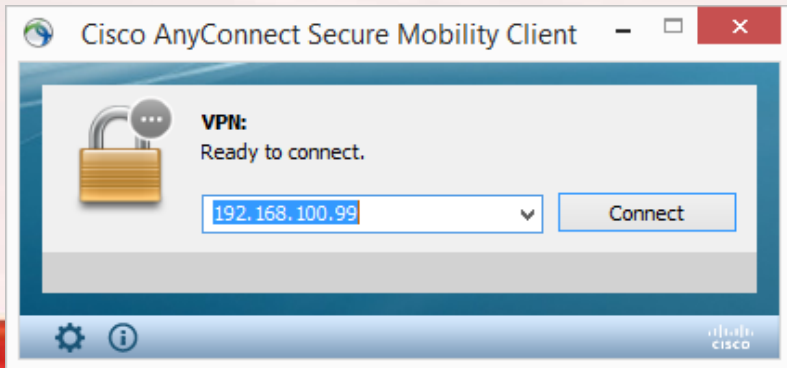 Cisco AnyConnect Secure Mobility Client
VPN:
Ready to connect.
192.168.100.99
Connect
CISCO